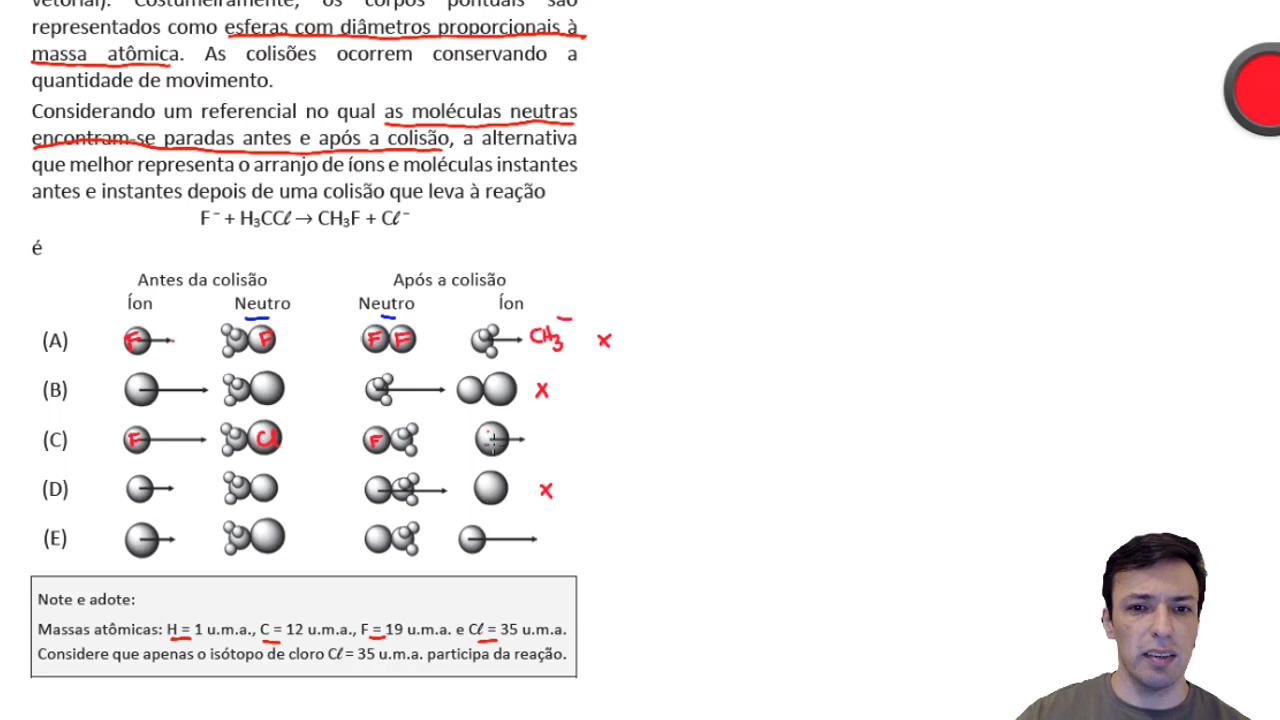 vetorial). Costumeiramente, os corpos pontuais são
representados como esferas com diâmetros proporcionais à
massa atômica. As colisões ocorrem conservando a
quantidade de movimento.
Considerando um referencial no qual as moléculas neutras
encontram-se paradas antes e após a colisão, a alternativa
que melhor representa o arranjo de íons e moléculas instantes
antes e instantes depois de uma colisão que leva à reação
F⁻ + H₃CCℓ → CH₃F + Cℓ⁻
é
Antes da colisão Após a colisão
Íon Neutro Neutro Íon
(A) F F F F CH₃⁻ x
(B) x
(C) F Cl F
(D) x
(E)
Note e adote:
Massas atômicas: H = 1 u.m.a., C = 12 u.m.a., F = 19 u.m.a. e Cℓ = 35 u.m.a.
Considere que apenas o isótopo de cloro Cℓ = 35 u.m.a. participa da reação.